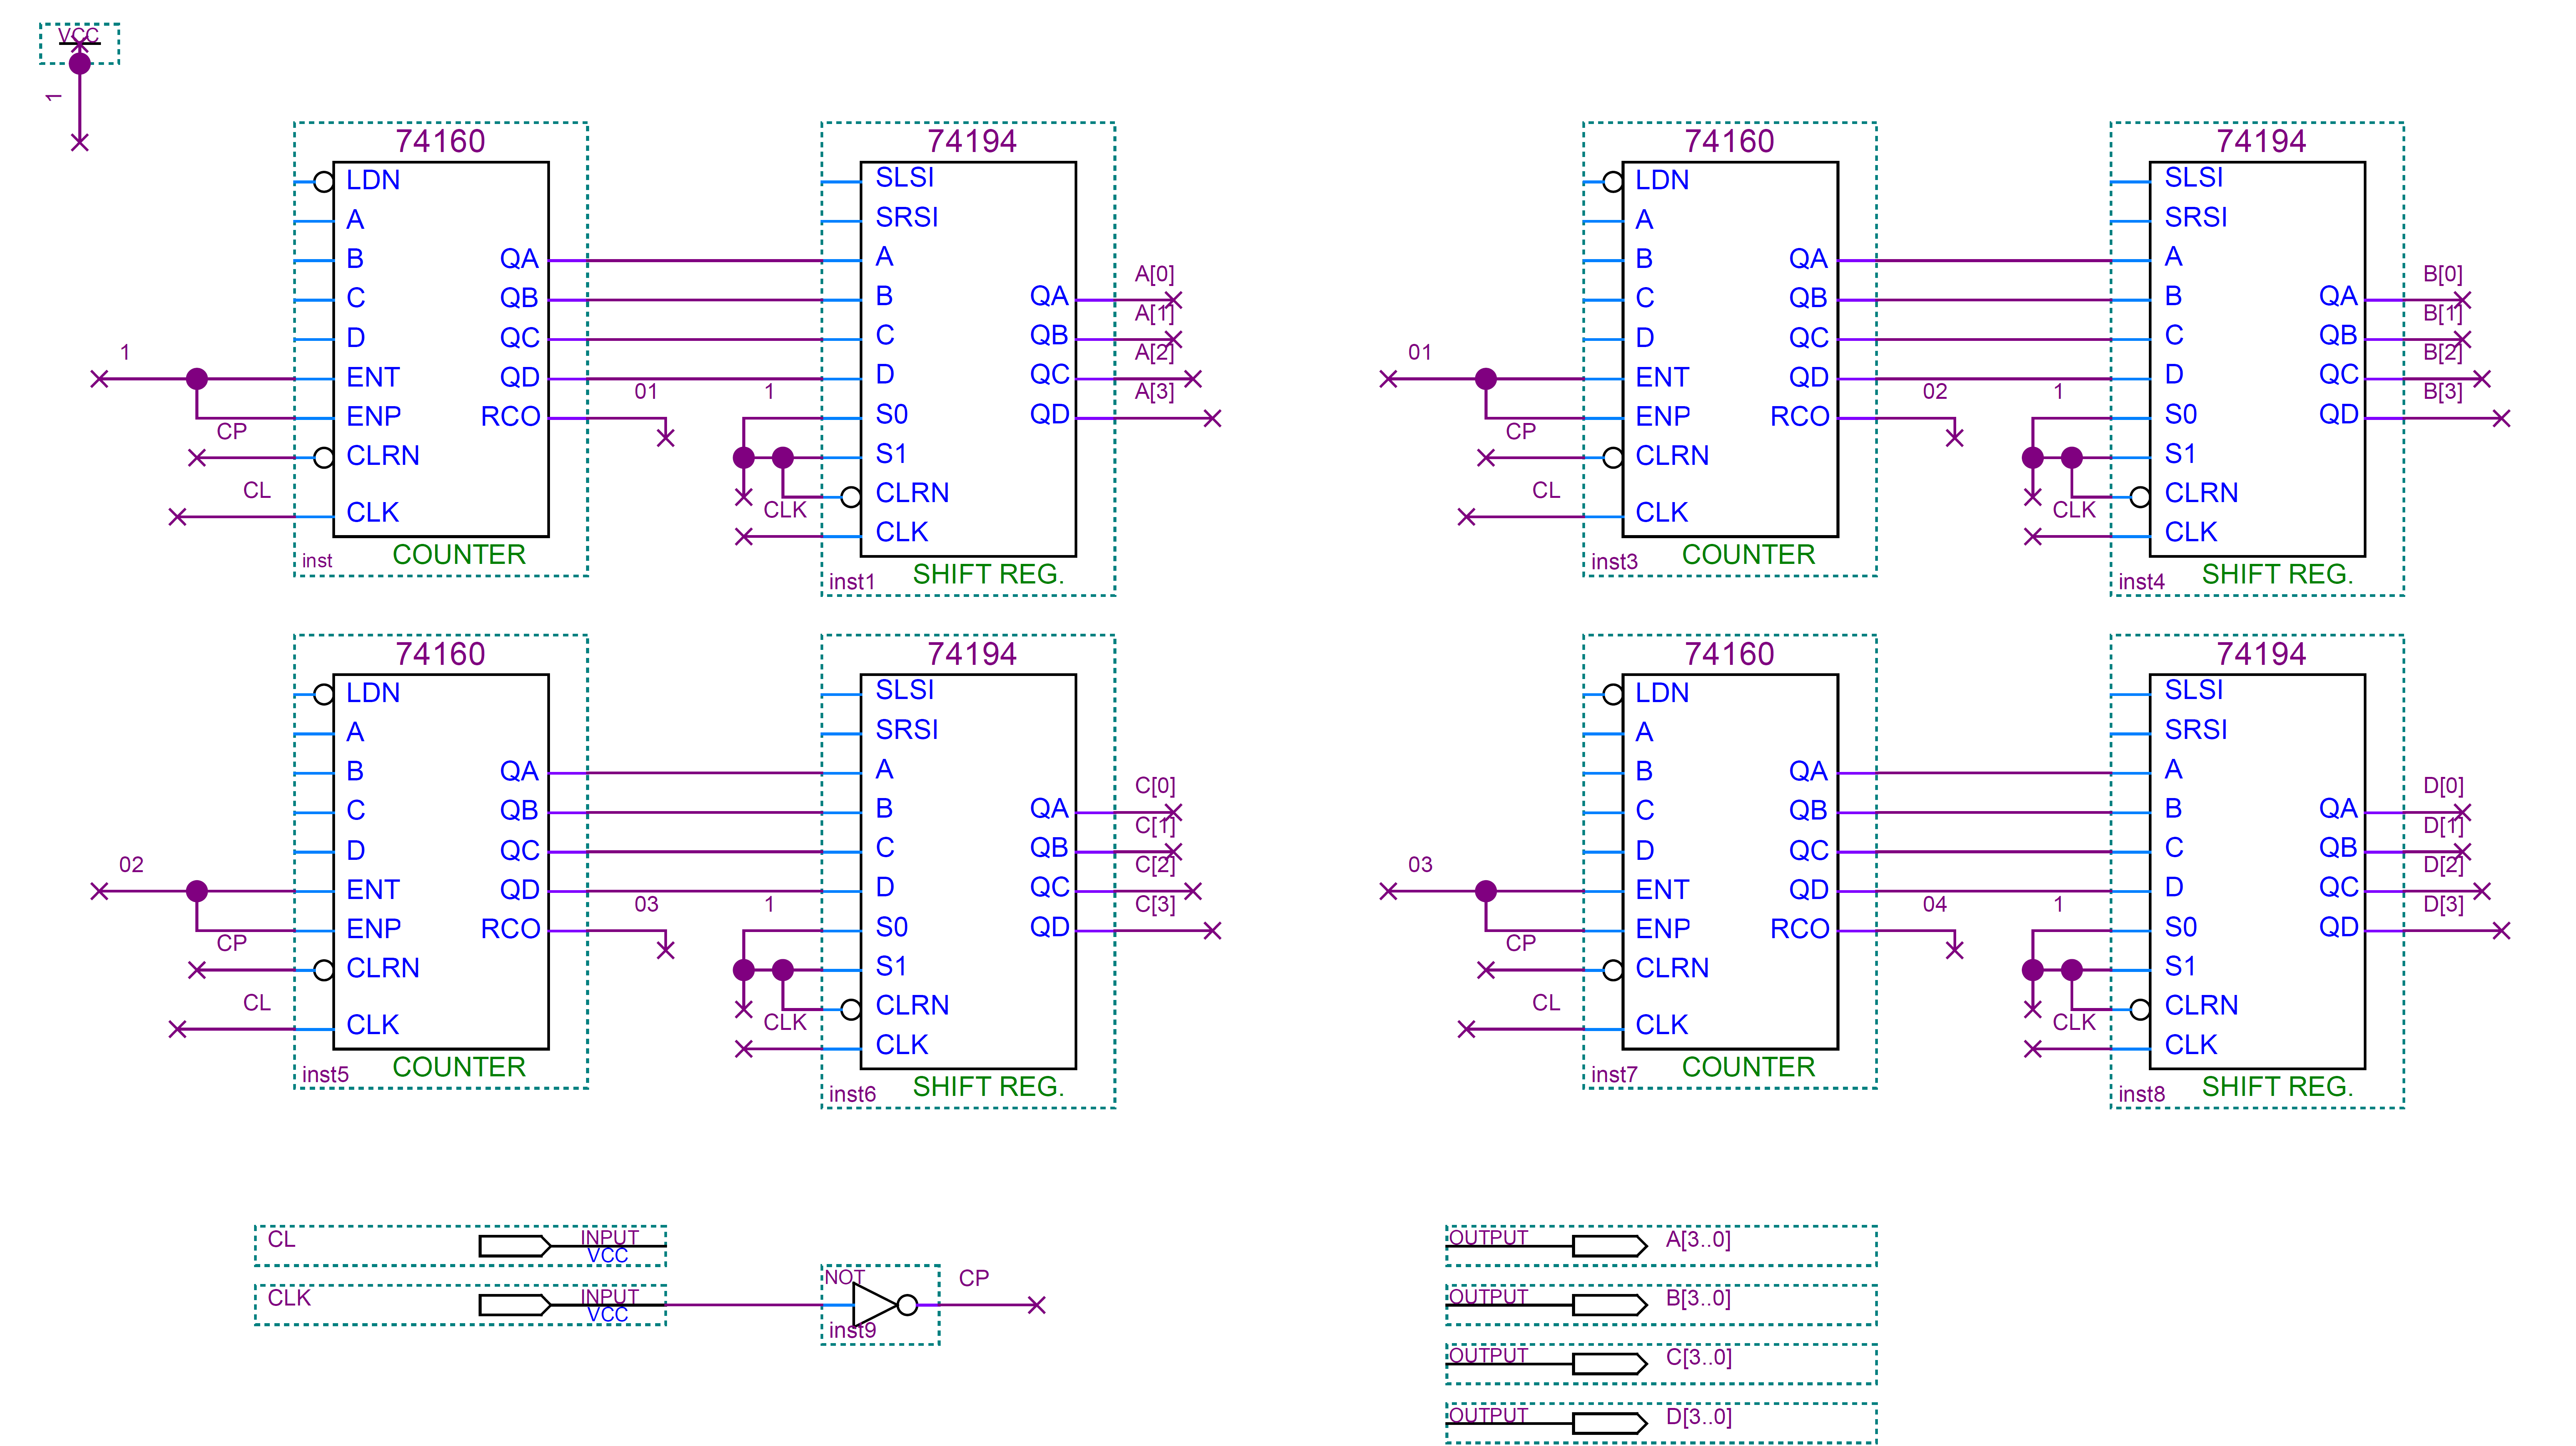 VCC
1
74160
LDN
A
B
C
D
ENT
ENP
CLRN
CLK
QA
QB
QC
QD
RCO
1
CP
CL
01
inst
COUNTER
74194
SLSI
SRSI
A
B
C
D
S0
S1
CLRN
CLK
QA
QB
QC
QD
1
CLK
A[0]
A[1]
A[2]
A[3]
inst1
SHIFT REG.
74160
LDN
A
B
C
D
ENT
ENP
CLRN
CLK
QA
QB
QC
QD
RCO
01
CP
CL
02
inst3
COUNTER
74194
SLSI
SRSI
A
B
C
D
S0
S1
CLRN
CLK
QA
QB
QC
QD
1
CLK
B[0]
B[1]
B[2]
B[3]
inst4
SHIFT REG.
74160
LDN
A
B
C
D
ENT
ENP
CLRN
CLK
QA
QB
QC
QD
RCO
02
CP
CL
03
inst5
COUNTER
74194
SLSI
SRSI
A
B
C
D
S0
S1
CLRN
CLK
QA
QB
QC
QD
1
CLK
C[0]
C[1]
C[2]
C[3]
inst6
SHIFT REG.
74160
LDN
A
B
C
D
ENT
ENP
CLRN
CLK
QA
QB
QC
QD
RCO
03
CP
CL
04
inst7
COUNTER
74194
SLSI
SRSI
A
B
C
D
S0
S1
CLRN
CLK
QA
QB
QC
QD
1
CLK
D[0]
D[1]
D[2]
D[3]
inst8
SHIFT REG.
CL INPUT
VCC
CLK INPUT
VCC
NOT
inst9
CP
OUTPUT A[3..0]
OUTPUT B[3..0]
OUTPUT C[3..0]
OUTPUT D[3..0]